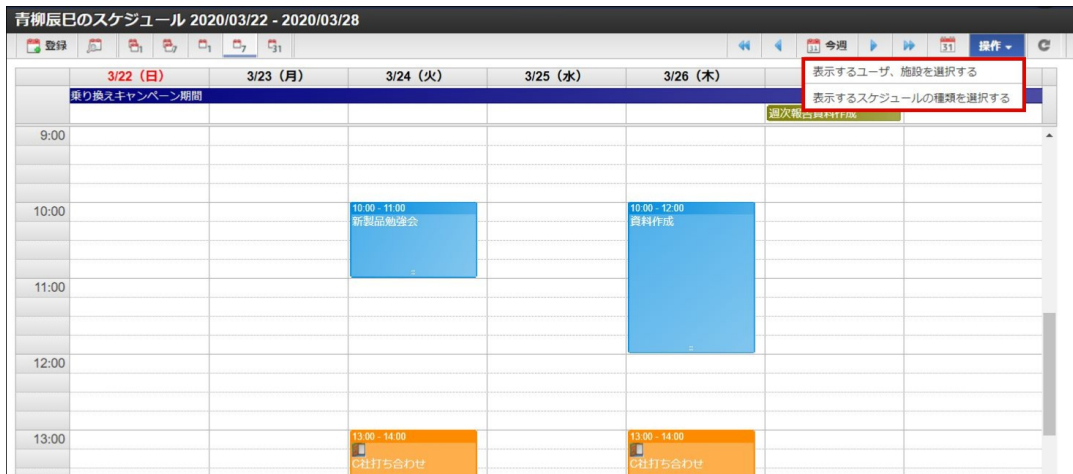 青柳辰巳のスケジュール 2020/03/22 - 2020/03/28
登録 1 7 1 7 31 今週 31 操作
表示するユーザ、施設を選択する
表示するスケジュールの種類を選択する
3/22（日） 3/23（月） 3/24（火） 3/25（水） 3/26（木）
乗り換えキャンペーン期間
週次報告資料作成
9:00
10:00
10:00 - 11:00
新製品勉強会
10:00 - 12:00
資料作成
11:00
12:00
13:00
13:00 - 14:00
C社打ち合わせ
13:00 - 14:00
C社打ち合わせ